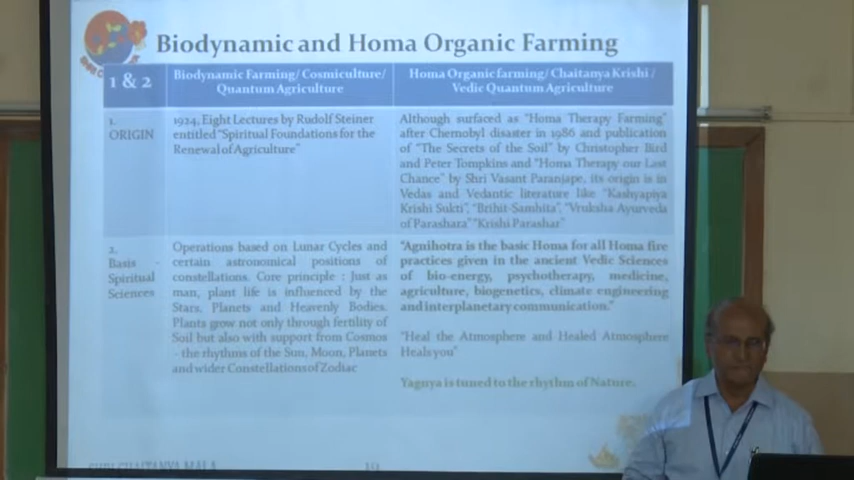 Biodynamic and Homa Organic Farming
1 & 2
Biodynamic Farming/ Cosmiculture/
Quantum Agriculture
Homa Organic farming/ Chaitanya Krishi /
Vedic Quantum Agriculture
1.
ORIGIN
1924, Eight Lectures by Rudolf Steiner
entitled "Spiritual Foundations for the
Renewal of Agriculture"
Although surfaced as "Homa Therapy Farming"
after Chernobyl disaster in 1986 and publication
of "The Secrets of the Soil" by Christopher Bird
and Peter Tompkins and "Homa Therapy our Last
Chance" by Shri Vasant Paranjape, its origin is in
Vedas and Vedantic literature like "Kashyapiya
Krishi Sukti", "Brihit-Samhita", "Vruksha Ayurveda
of Parashara" "Krishi Parashar"
2.
Basis -
Spiritual
Sciences
Operations based on Lunar Cycles and
certain astronomical positions of
constellations. Core principle : Just as
man, plant life is influenced by the
Stars, Planets and Heavenly Bodies.
Plants grow not only through fertility of
Soil but also with support from Cosmos
- the rhythms of the Sun, Moon, Planets
and wider Constellations of Zodiac
"Agnihotra is the basic Homa for all Homa fire
practices given in the ancient Vedic Sciences
of bio-energy, psychotherapy, medicine,
agriculture, biogenetics, climate engineering
and interplanetary communication."
"Heal the Atmosphere and Healed Atmosphere
Heals you"
Yagnya is tuned to the rhythm of Nature.
SHRI CHAITANYA MALA
19